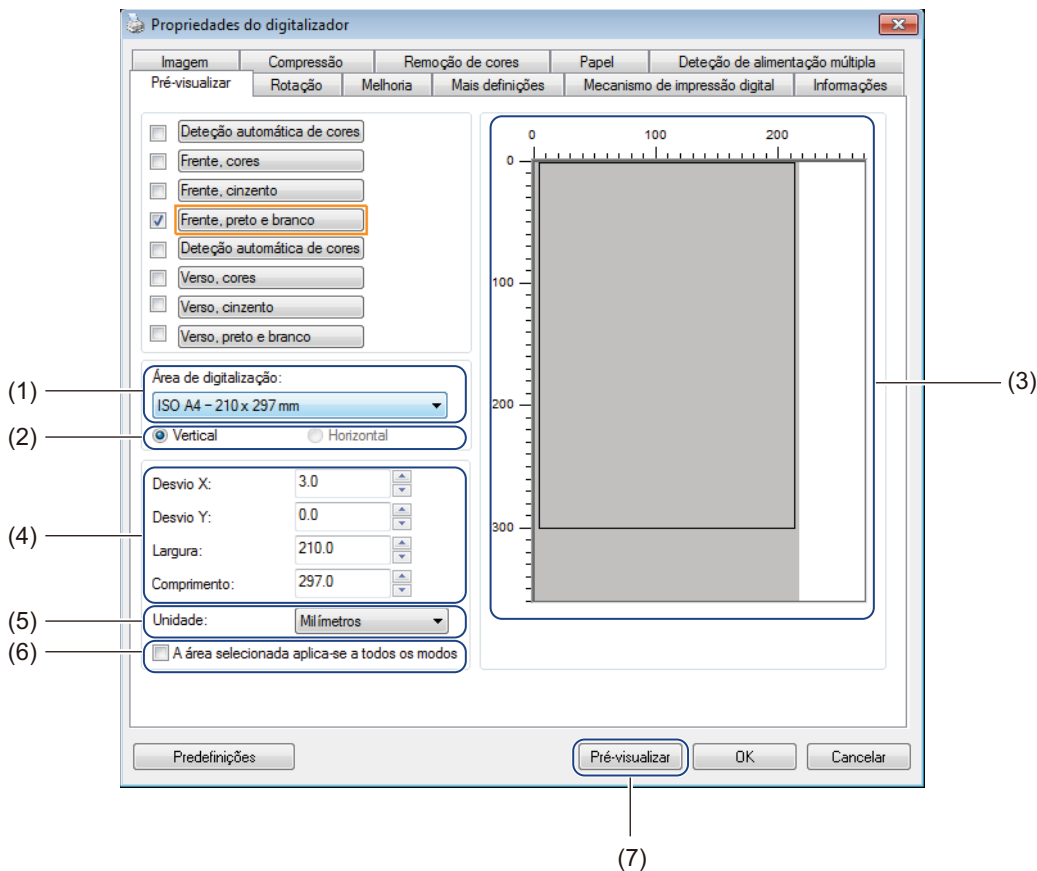 Propriedades do digitalizador
Imagem Compressão Remoção de cores Papel Deteção de alimentação múltipla
Pré-visualizar Rotação Melhoria Mais definições Mecanismo de impressão digital Informações
Deteção automática de cores
Frente, cores
Frente, cinzento
Frente, preto e branco
Deteção automática de cores
Verso, cores
Verso, cinzento
Verso, preto e branco
(1)
Área de digitalização:
ISO A4 – 210 x 297 mm
(2)
Vertical Horizontal
(4)
Desvio X: 3.0
Desvio Y: 0.0
Largura: 210.0
Comprimento: 297.0
(5)
Unidade: Milímetros
(6)
A área selecionada aplica-se a todos os modos
0 100 200
0
100
200
300
(3)
Predefinições Pré-visualizar OK Cancelar
(7)